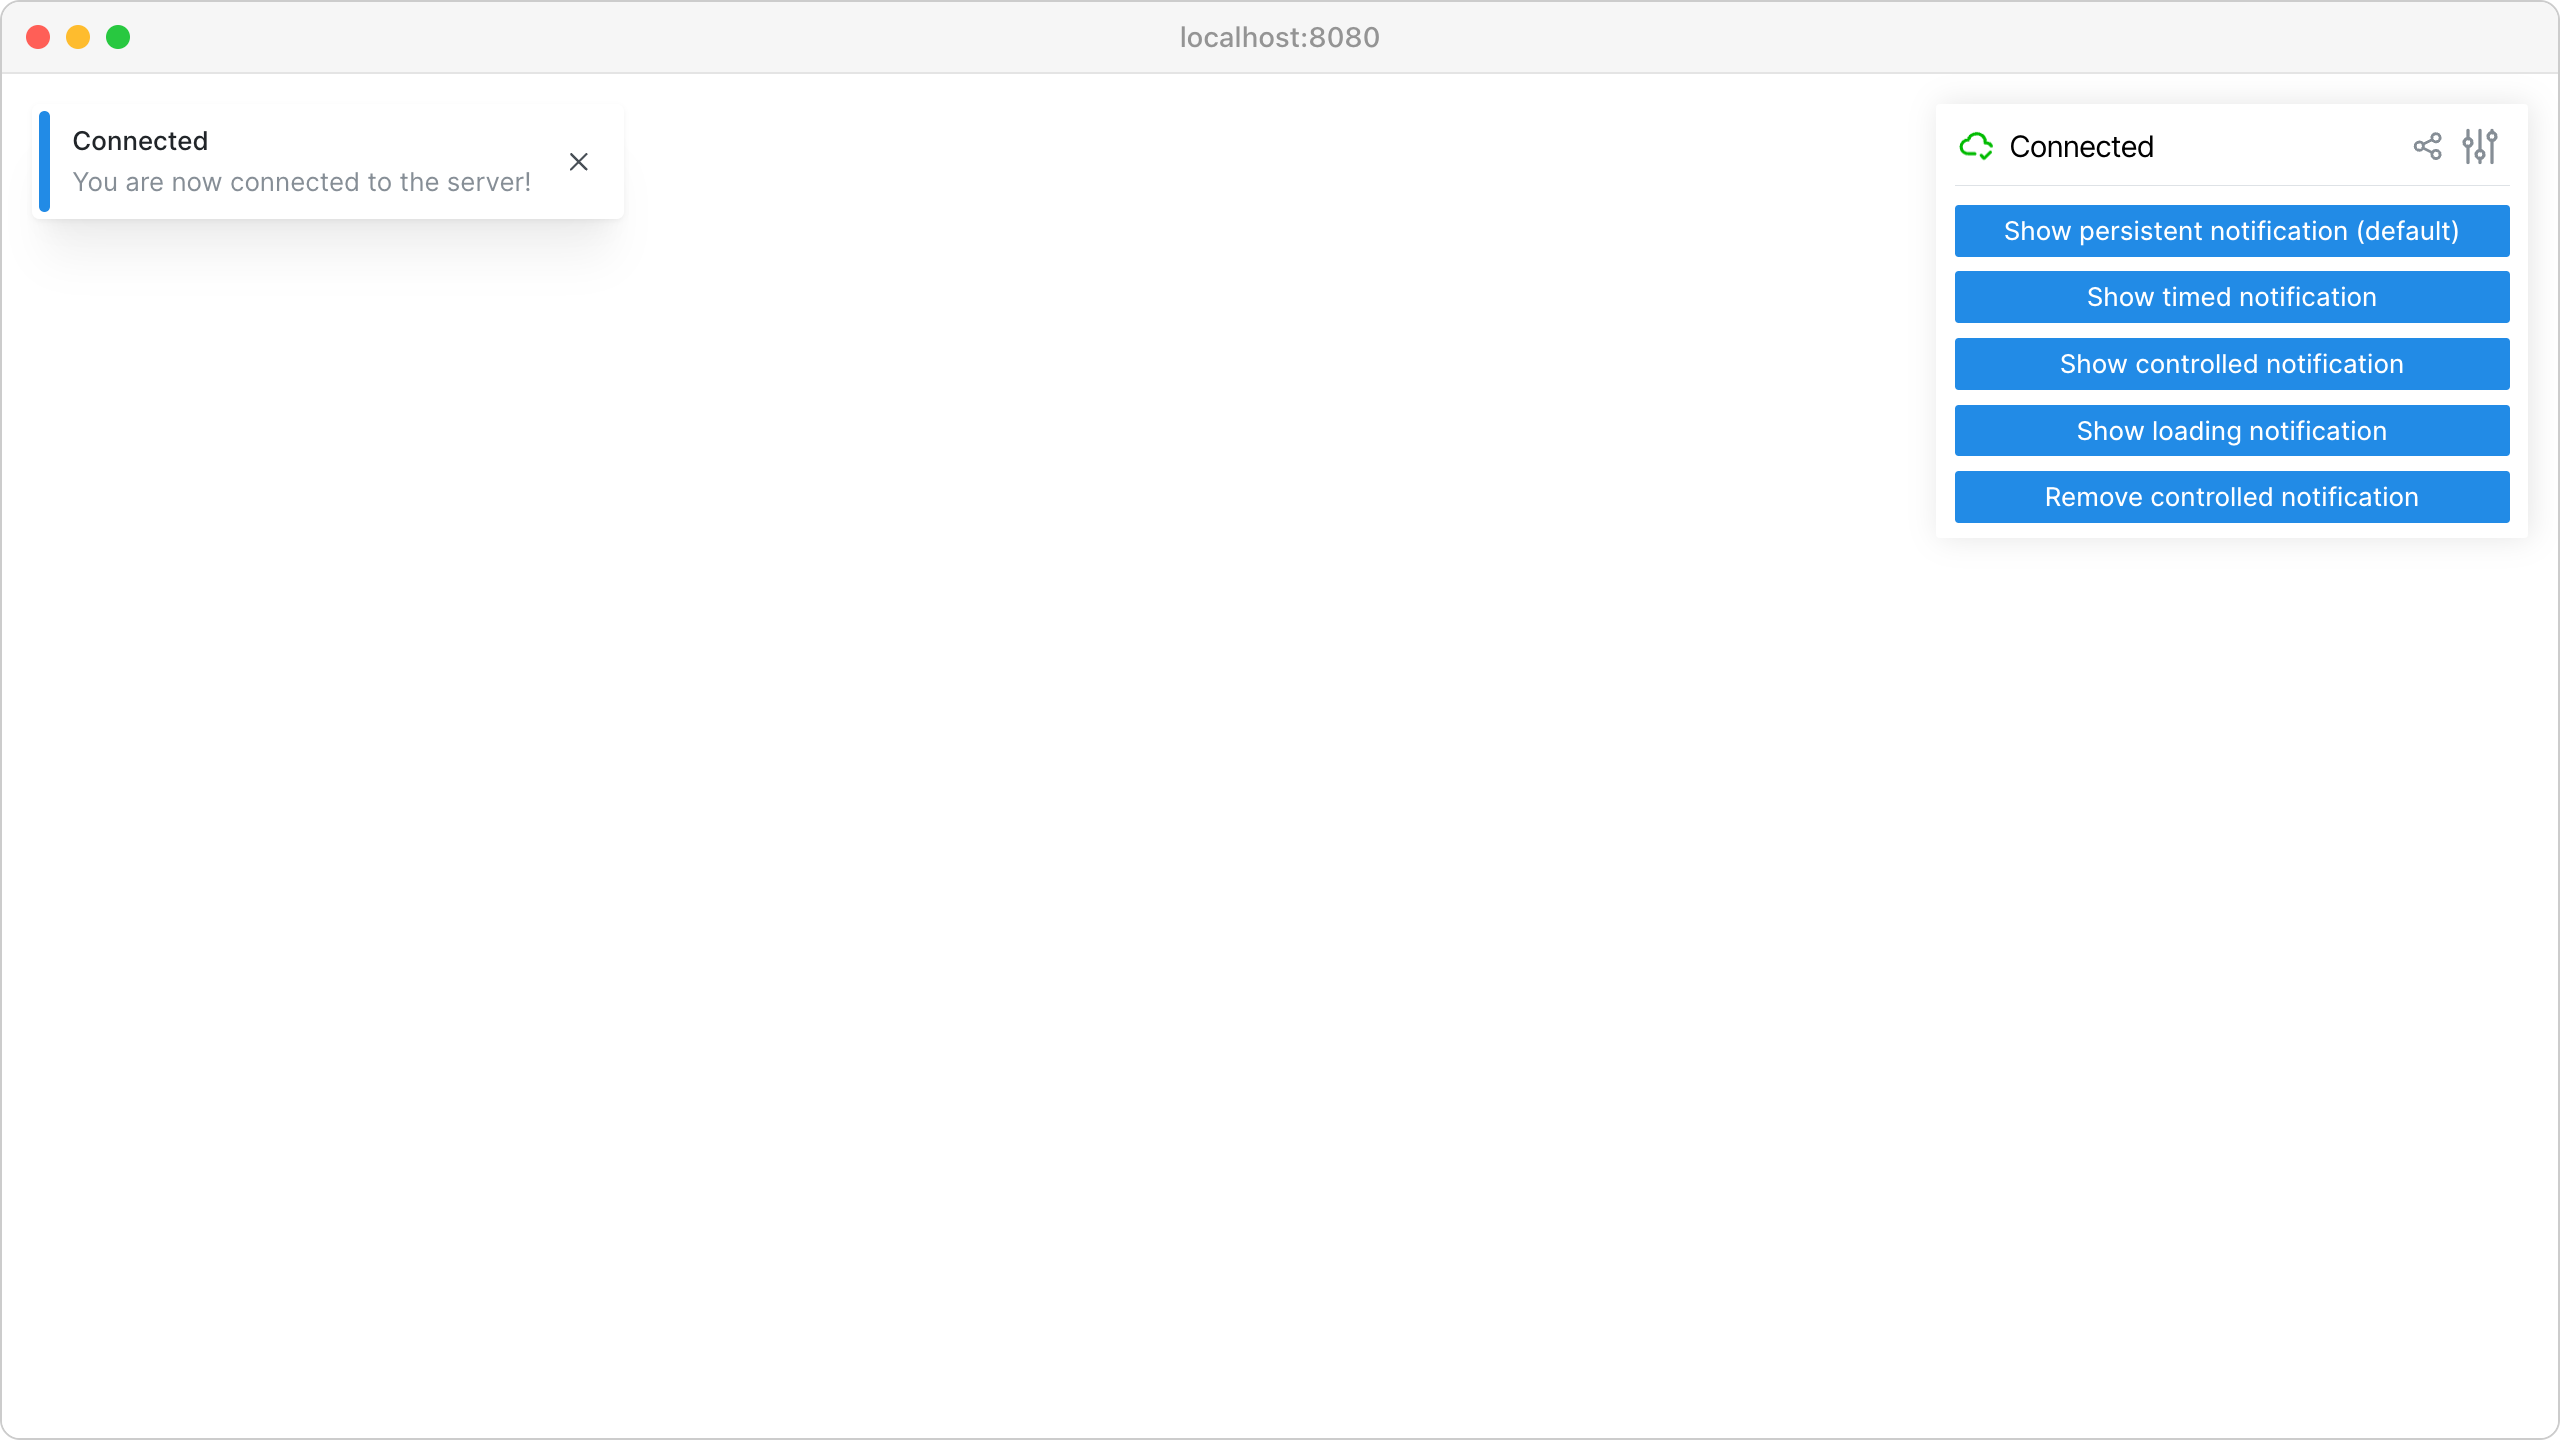 localhost:8080
Connected
You are now connected to the server!
Connected
Show persistent notification (default)
Show timed notification
Show controlled notification
Show loading notification
Remove controlled notification